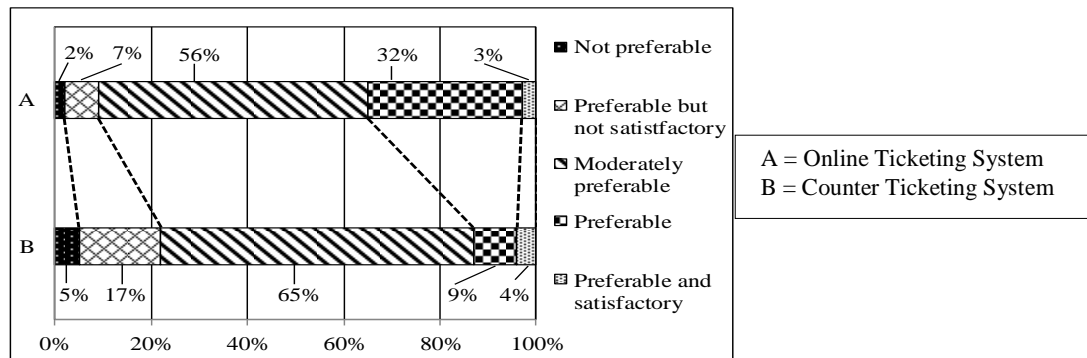 2% 7% 56% 32% 3%
A
B
5% 17% 65% 9% 4%
0% 20% 40% 60% 80% 100%
Not preferable
Preferable but
not satistfactory
Moderately
preferable
Preferable
Preferable and
satisfactory
A = Online Ticketing System
B = Counter Ticketing System